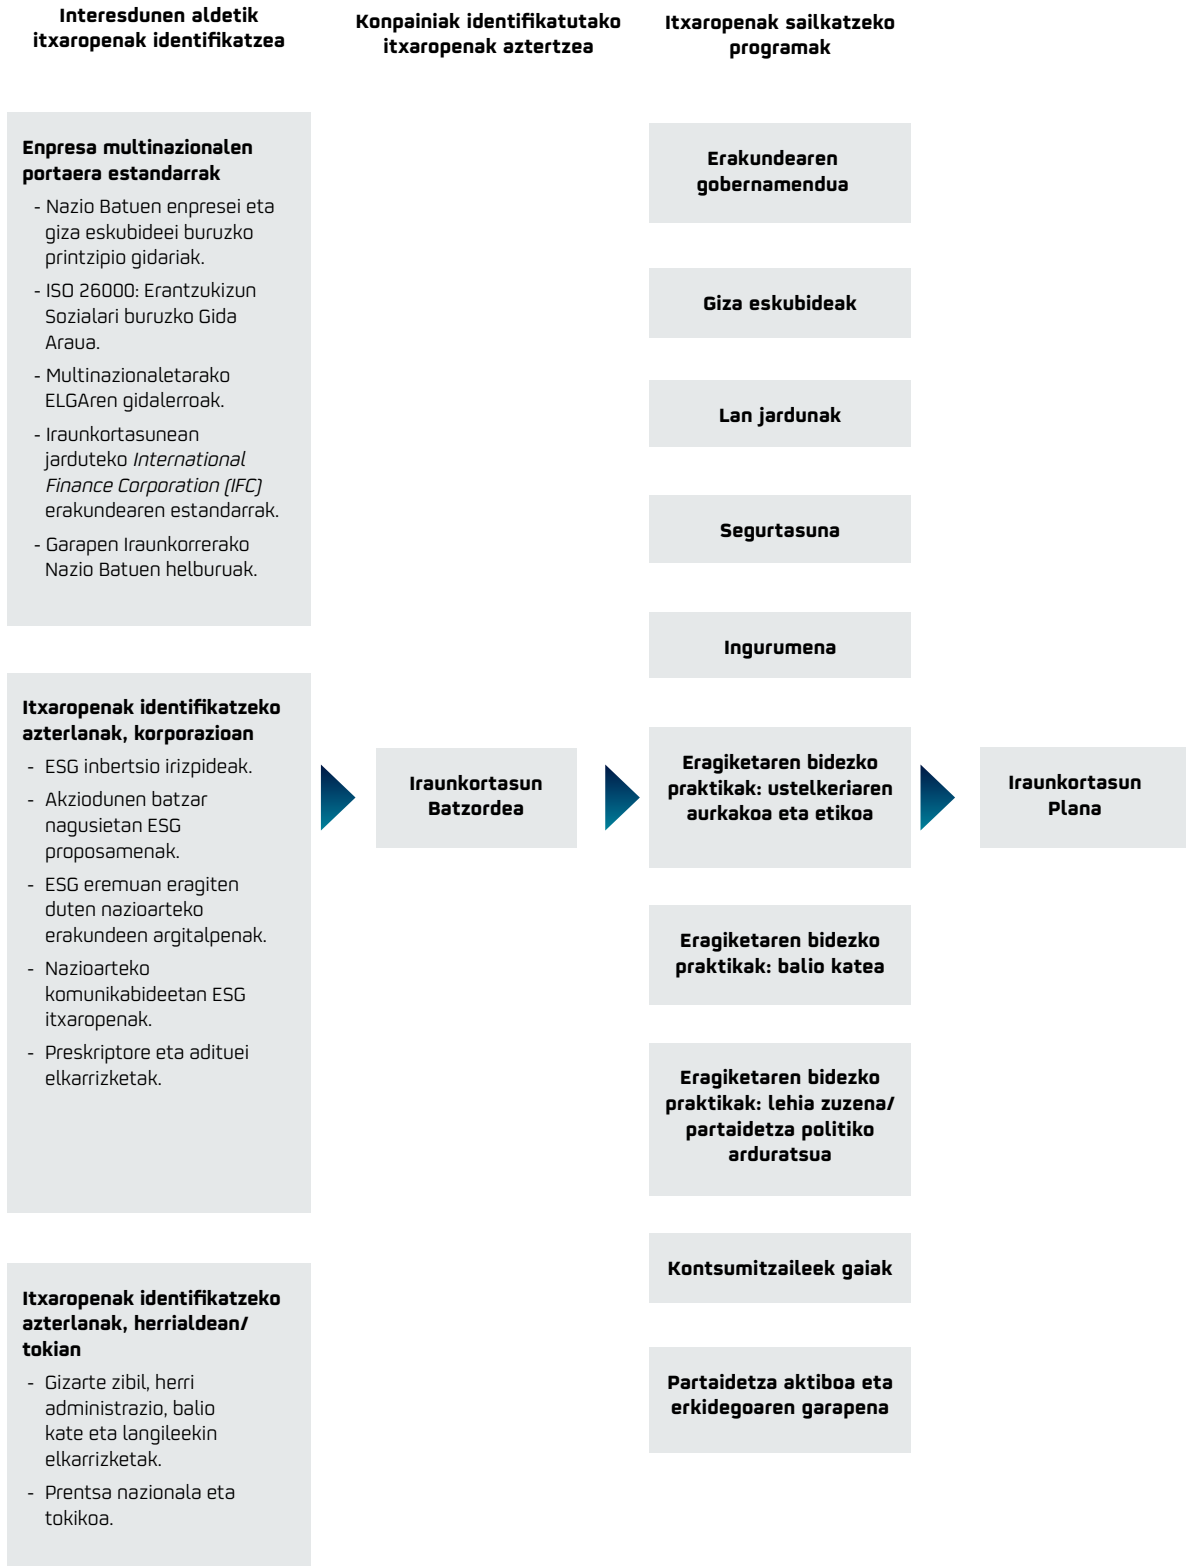 Interesdunen aldetik
itxaropenak identifikatzea
Konpainiak identifikatutako
itxaropenak aztertzea
Itxaropenak sailkatzeko
programak
Enpresa multinazionalen
portaera estandarrak
- Nazio Batuen enpresei eta
giza eskubideei buruzko
printzipio gidariak.
- ISO 26000: Erantzukizun
Sozialari buruzko Gida
Araua.
- Multinazionaletarako
ELGAren gidalerroak.
- Iraunkortasunean
jarduteko International
Finance Corporation (IFC)
erakundearen estandarrak.
- Garapen Iraunkorrerako
Nazio Batuen helburuak.
Itxaropenak identifikatzeko
azterlanak, korporazioan
- ESG inbertsio irizpideak.
- Akziodunen batzar
nagusietan ESG
proposamenak.
- ESG eremuan eragiten
duten nazioarteko
erakundeen argitalpenak.
- Nazioarteko
komunikabideetan ESG
itxaropenak.
- Preskriptore eta adituei
elkarrizketak.
Itxaropenak identifikatzeko
azterlanak, herrialdean/
tokian
- Gizarte zibil, herri
administrazio, balio
kate eta langileekin
elkarrizketak.
- Prentsa nazionala eta
tokikoa.
Iraunkortasun
Batzordea
Erakundearen
gobernamendua
Giza eskubideak
Lan jardunak
Segurtasuna
Ingurumena
Eragiketaren bidezko
praktikak: ustelkeriaren
aurkakoa eta etikoa
Eragiketaren bidezko
praktikak: balio katea
Eragiketaren bidezko
praktikak: lehia zuzena/
partaidetza politiko
arduratsua
Kontsumitzaileek gaiak
Partaidetza aktiboa eta
erkidegoaren garapena
Iraunkortasun
Plana